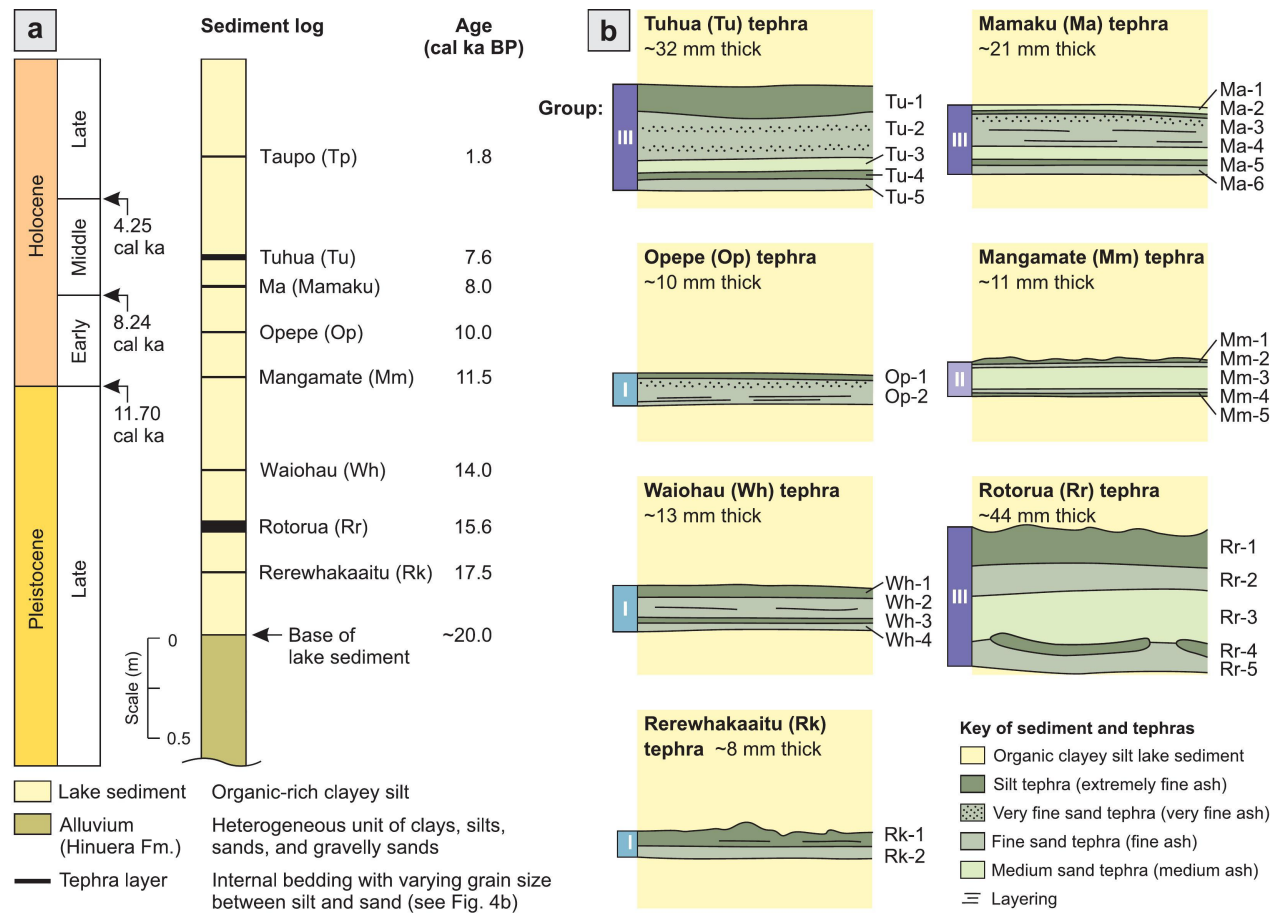 a
Sediment log
Age
(cal ka BP)
Holocene
Pleistocene
Late
Middle
Early
Late
4.25
cal ka
8.24
cal ka
11.70
cal ka
Taupo (Tp) 1.8
Tuhua (Tu) 7.6
Ma (Mamaku) 8.0
Opepe (Op) 10.0
Mangamate (Mm) 11.5
Waiohau (Wh) 14.0
Rotorua (Rr) 15.6
Rerewhakaaitu (Rk) 17.5
Base of
lake sediment
~20.0
Scale (m)
0
0.5
Lake sediment Organic-rich clayey silt
Alluvium
(Hinuera Fm.)
Heterogeneous unit of clays, silts,
sands, and gravelly sands
Tephra layer
Internal bedding with varying grain size
between silt and sand (see Fig. 4b)
b
Tuhua (Tu) tephra
~32 mm thick
Group:
III
Tu-1
Tu-2
Tu-3
Tu-4
Tu-5
Mamaku (Ma) tephra
~21 mm thick
III
Ma-1
Ma-2
Ma-3
Ma-4
Ma-5
Ma-6
Opepe (Op) tephra
~10 mm thick
I
Op-1
Op-2
Mangamate (Mm) tephra
~11 mm thick
II
Mm-1
Mm-2
Mm-3
Mm-4
Mm-5
Waiohau (Wh) tephra
~13 mm thick
I
Wh-1
Wh-2
Wh-3
Wh-4
Rotorua (Rr) tephra
~44 mm thick
III
Rr-1
Rr-2
Rr-3
Rr-4
Rr-5
Rerewhakaaitu (Rk)
tephra ~8 mm thick
I
Rk-1
Rk-2
Key of sediment and tephras
Organic clayey silt lake sediment
Silt tephra (extremely fine ash)
Very fine sand tephra (very fine ash)
Fine sand tephra (fine ash)
Medium sand tephra (medium ash)
Layering